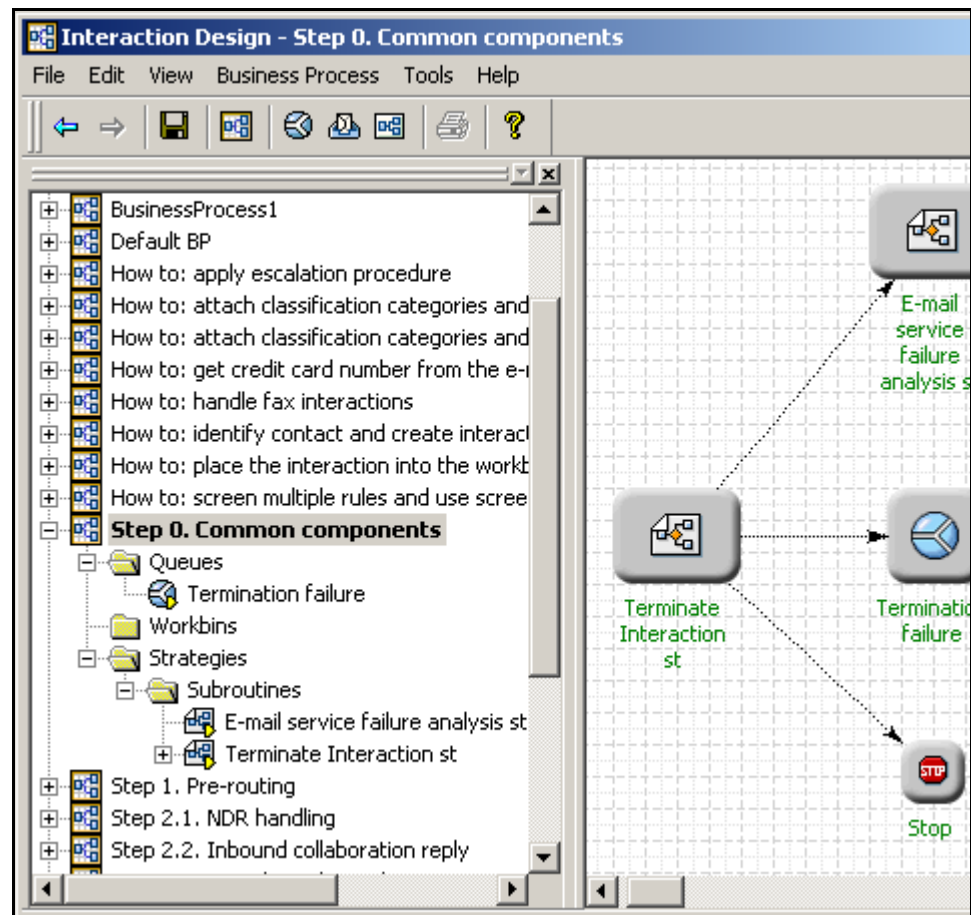 Interaction Design - Step 0. Common components
File Edit View Business Process Tools Help
BusinessProcess1
Default BP
How to: apply escalation procedure
How to: attach classification categories and
How to: attach classification categories and
How to: get credit card number from the
How to: handle fax interactions
How to: identify contact and create
How to: place the interaction into the
How to: screen multiple rules and use
Step 0. Common components
Queues
Termination failure
Workbins
Strategies
Subroutines
E-mail service failure analysis st
Terminate Interaction st
Step 1. Pre-routing
Step 2.1. NDR handling
Step 2.2. Inbound collaboration reply
E-mail
service
failure
analysis s
Terminate
Interaction
st
Terminatio
failure
STOP
Stop